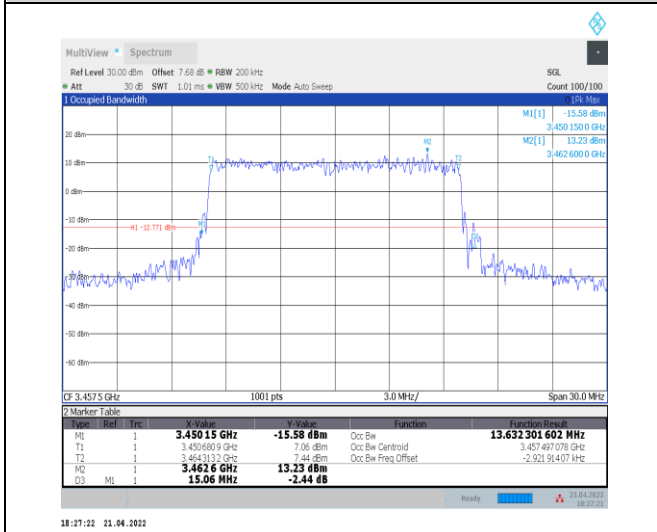 MultiView Spectrum
Ref Level 30.00 dBm Offset 7.68 dB RBW 200 kHz SGL
Att 30 dB SWT 1.01 ms VBW 500 kHz Mode Auto Sweep Count 100/100
1 Occupied Bandwidth 1Pk Max
M1[1] -15.58 dBm
3.450 150 0 GHz
M2[1] 13.23 dBm
3.462 600 0 GHz
20 dBm
M2
10 dBm
T1
T2
0 dBm
-10 dBm
H1 -12.771 dBm
M1
-20 dBm
-30 dBm
-40 dBm
-50 dBm
-60 dBm
CF 3.4575 GHz 1001 pts 3.0 MHz/ Span 30.0 MHz
2 Marker Table
Type Ref Trc X-Value Y-Value Function Function Result
M1 1 3.450 15 GHz -15.58 dBm Occ Bw 13.632 301 602 MHz
T1 1 3.450 680 9 GHz 7.06 dBm Occ Bw Centroid 3.457 497 078 GHz
T2 1 3.464 313 2 GHz 7.44 dBm Occ Bw Freq Offset -2.921 914 07 kHz
M2 1 3.462 6 GHz 13.23 dBm
D3 M1 1 15.06 MHz -2.44 dB
Ready 21.04.2022
18:27:21
18:27:22 21.04.2022